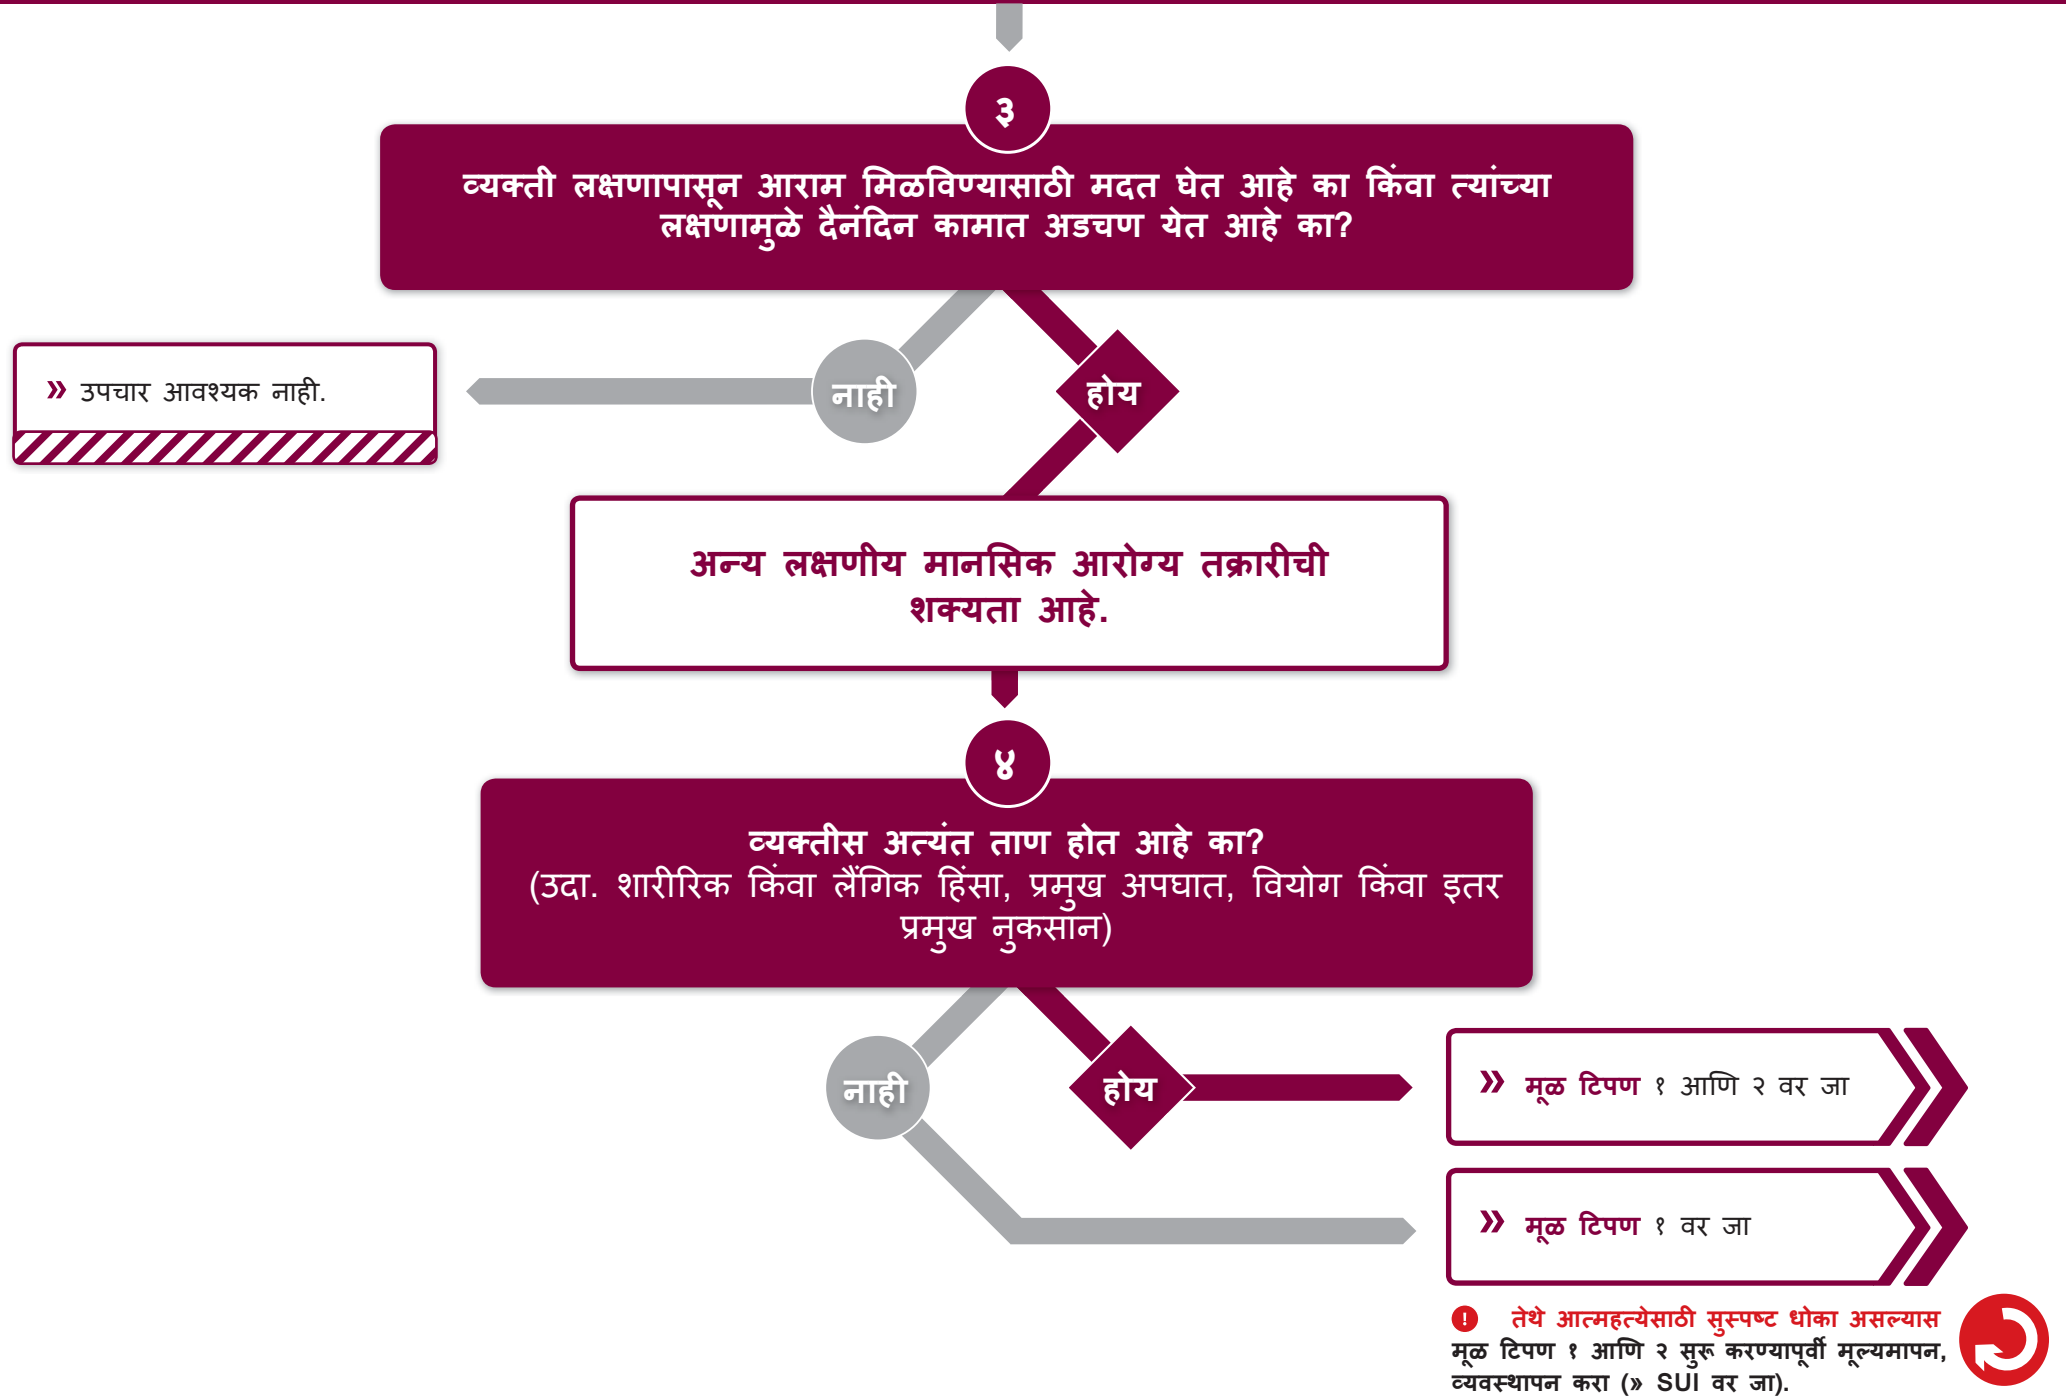 ३
व्यक्ती लक्षणापासून आराम मिळविण्यासाठी मदत घेत आहे का किंवा त्यांच्या
लक्षणामुळे दैनंदिन कामात अडचण येत आहे का?
नाही
होय
» उपचार आवश्यक नाही.
अन्य लक्षणीय मानसिक आरोग्य तक्रारीची
शक्यता आहे.
४
व्यक्तीस अत्यंत ताण होत आहे का?
(उदा. शारीरिक किंवा लैंगिक हिंसा, प्रमुख अपघात, वियोग किंवा इतर
प्रमुख नुकसान)
नाही
होय
» मूळ टिपण १ आणि २ वर जा
» मूळ टिपण १ वर जा
! तेथे आत्महत्येसाठी सुस्पष्ट धोका असल्यास
मूळ टिपण १ आणि २ सुरू करण्यापूर्वी मूल्यमापन,
व्यवस्थापन करा (» SUI वर जा).